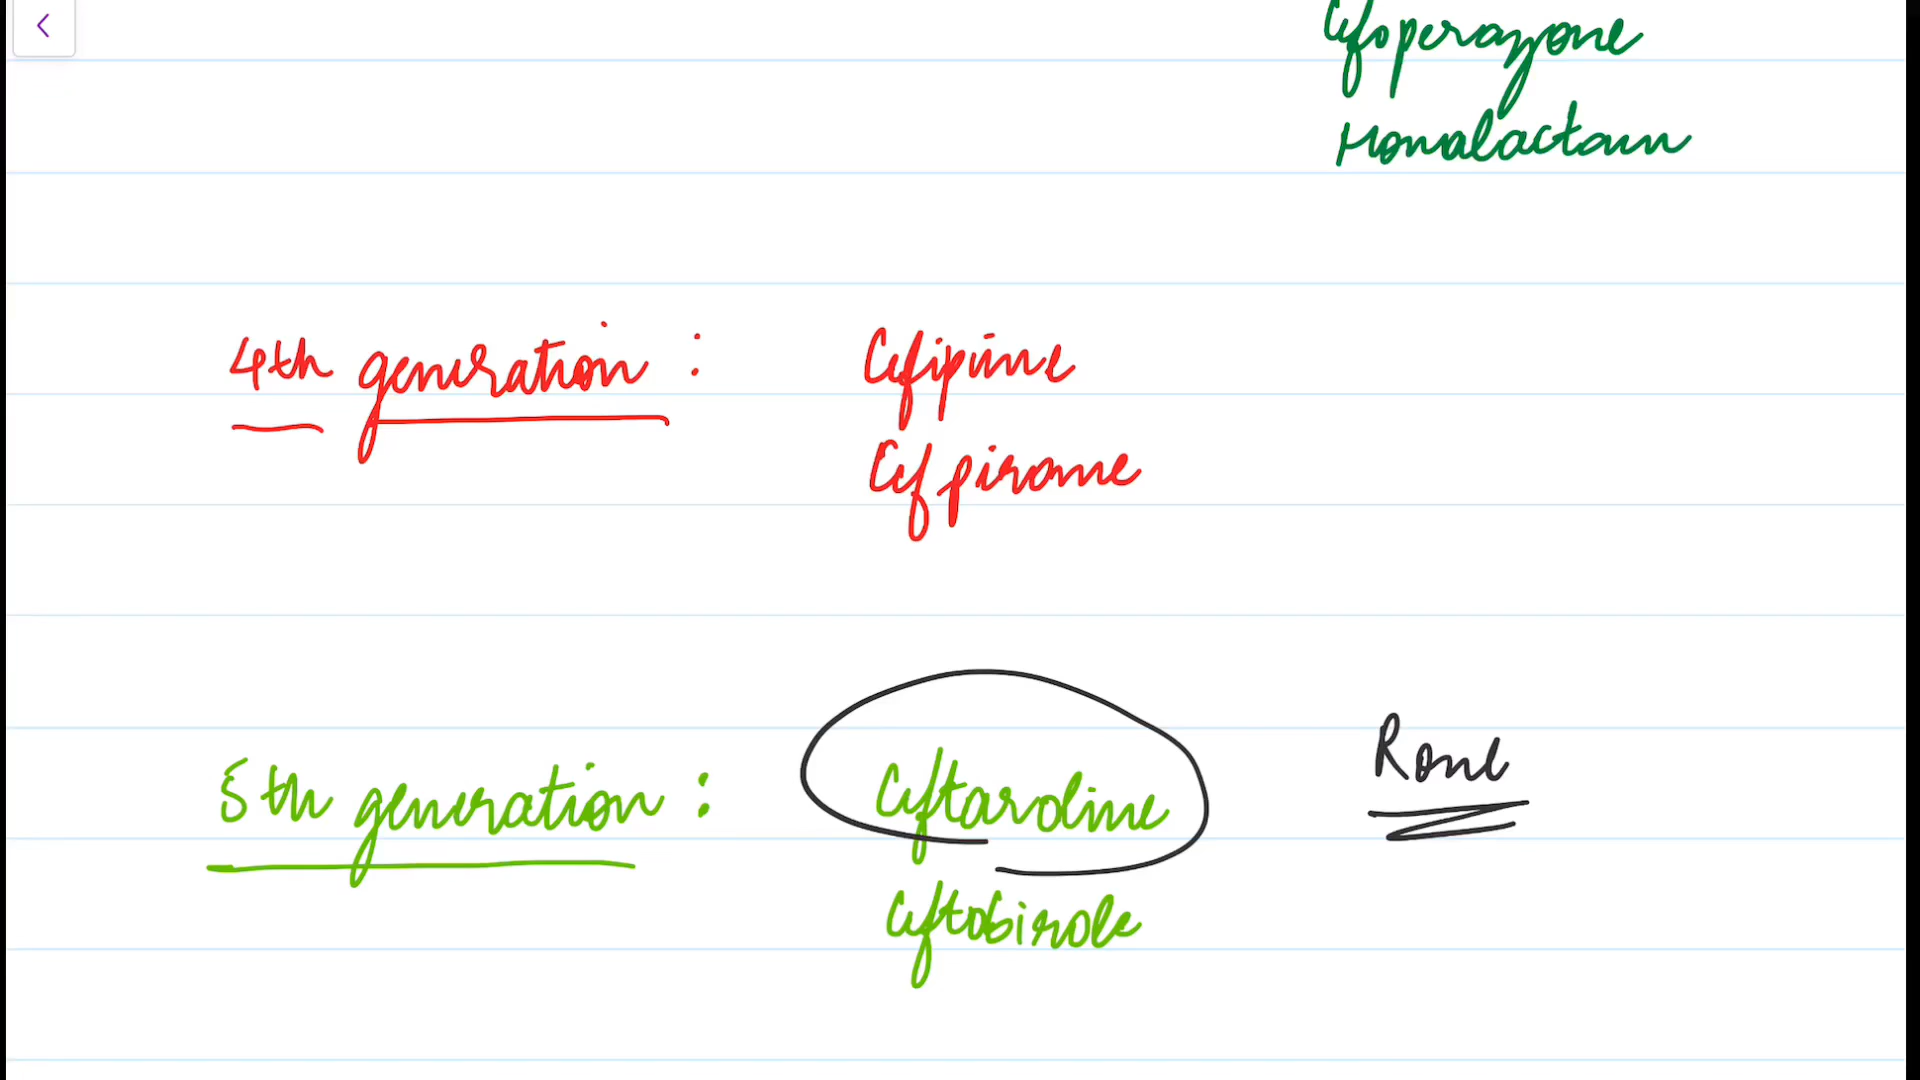 Cefoperazone
Monolactam
4th generation : Cefipime
Cefpirome
5th generation : Ceftaroline Rone
Ceftobirole